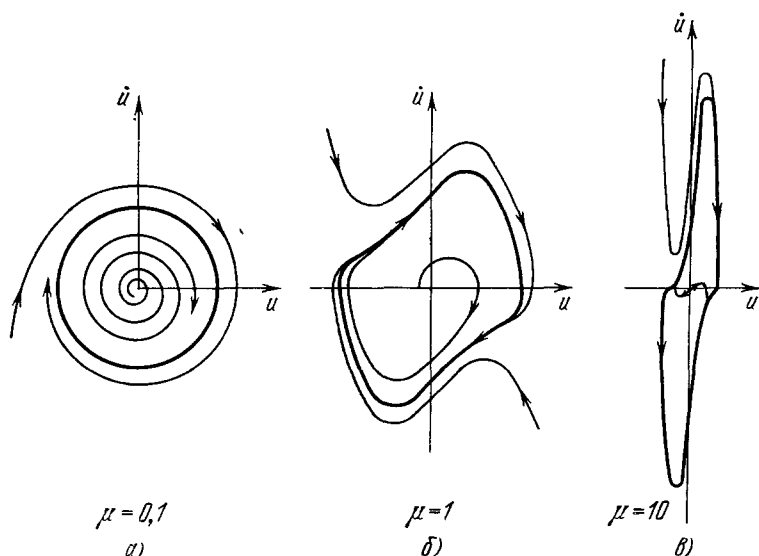 u̇
u
μ = 0,1
а)
u̇
u
μ = 1
б)
u̇
u
μ = 10
в)